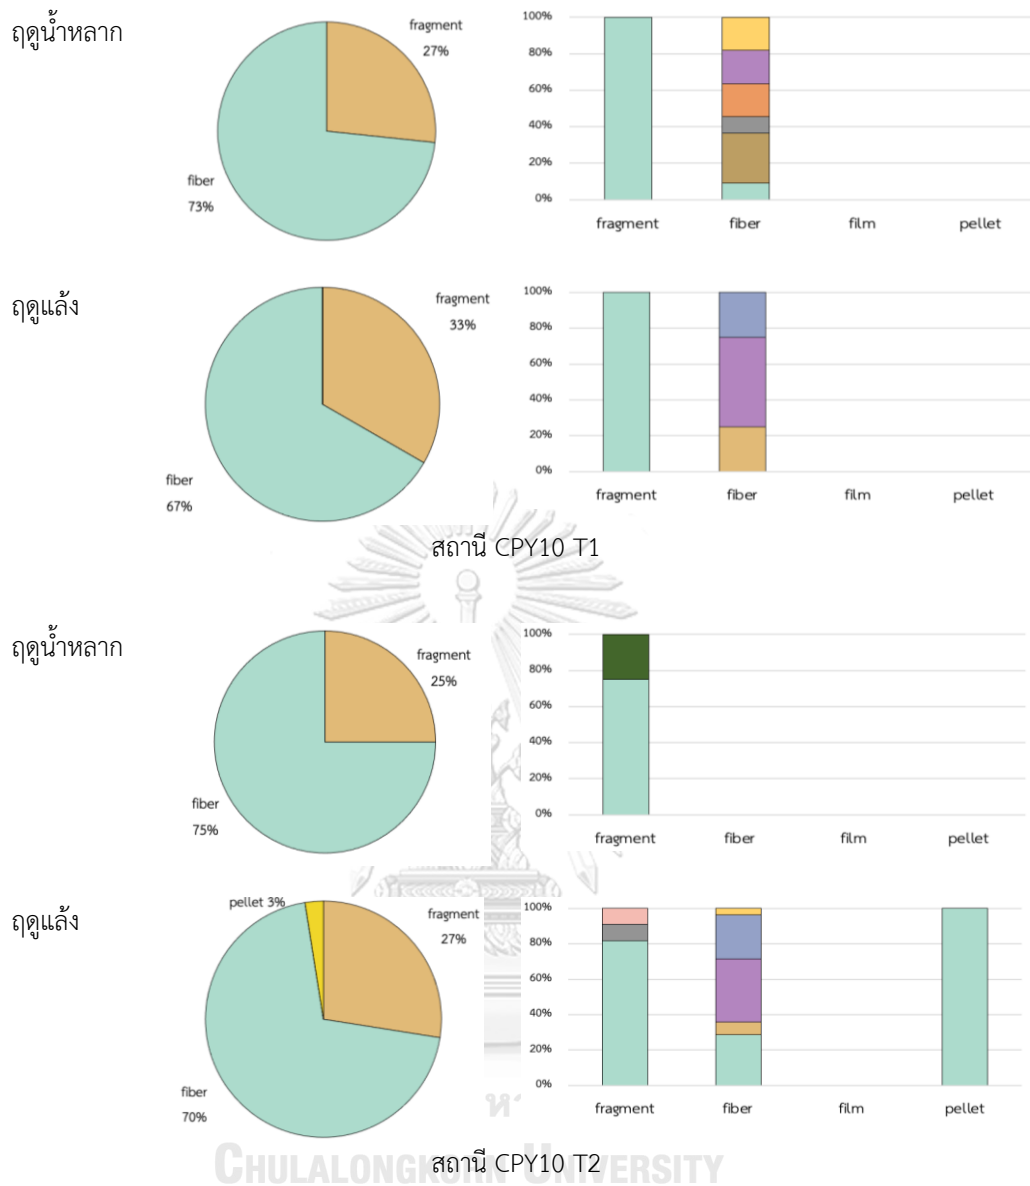 ฤดูน้ำหลาก
fragment
27%
fiber
73%
100%
80%
60%
40%
20%
0%
fragment fiber film pellet
ฤดูแล้ง
fragment
33%
fiber
67%
100%
80%
60%
40%
20%
0%
fragment fiber film pellet
สถานี CPY10 T1
ฤดูน้ำหลาก
fragment
25%
fiber
75%
100%
80%
60%
40%
20%
0%
fragment fiber film pellet
ฤดูแล้ง
pellet 3%
fragment
27%
fiber
70%
100%
80%
60%
40%
20%
0%
fragment fiber film pellet
สถานี CPY10 T2
CHULALONGKORN UNIVERSITY